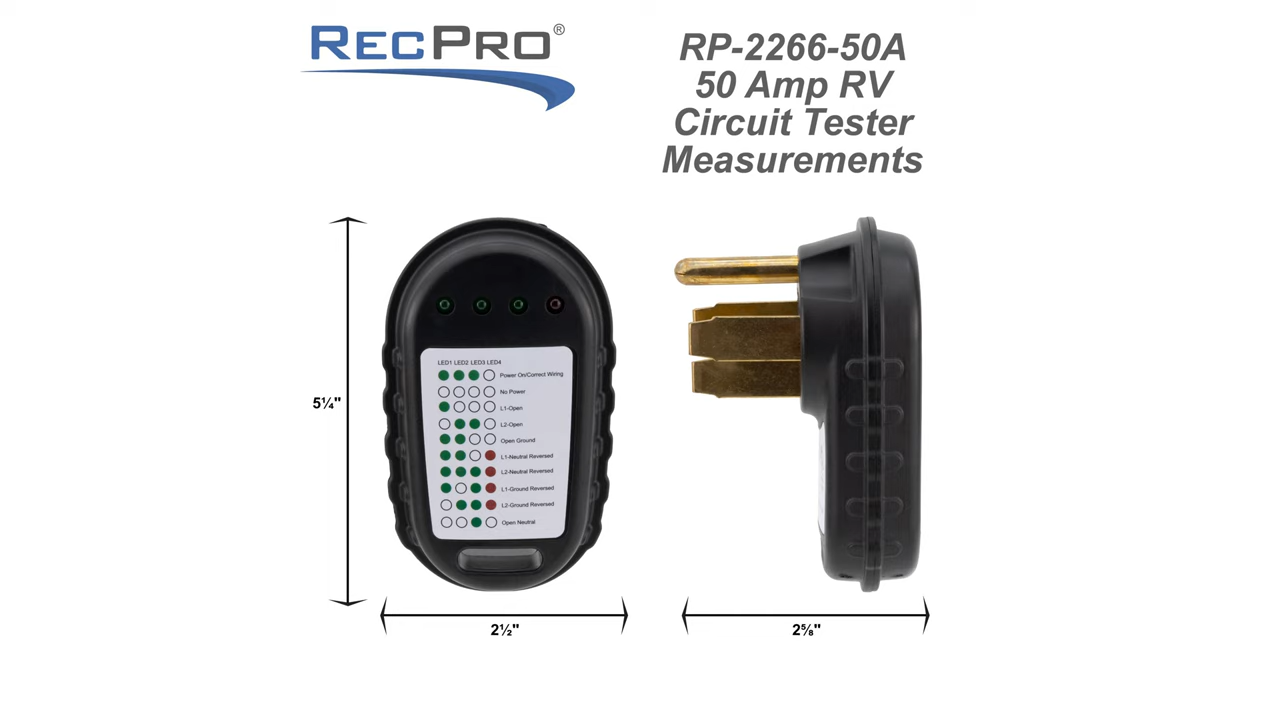 RECPRO®
RP-2266-50A
50 Amp RV
Circuit Tester
Measurements
LED1 LED2 LED3 LED4
Power On/Correct Wiring
No Power
L1-Open
L2-Open
Open Ground
L1-Neutral Reversed
L2-Neutral Reversed
L1-Ground Reversed
L2-Ground Reversed
Open Neutral
5¼"
2½"
2⅝"